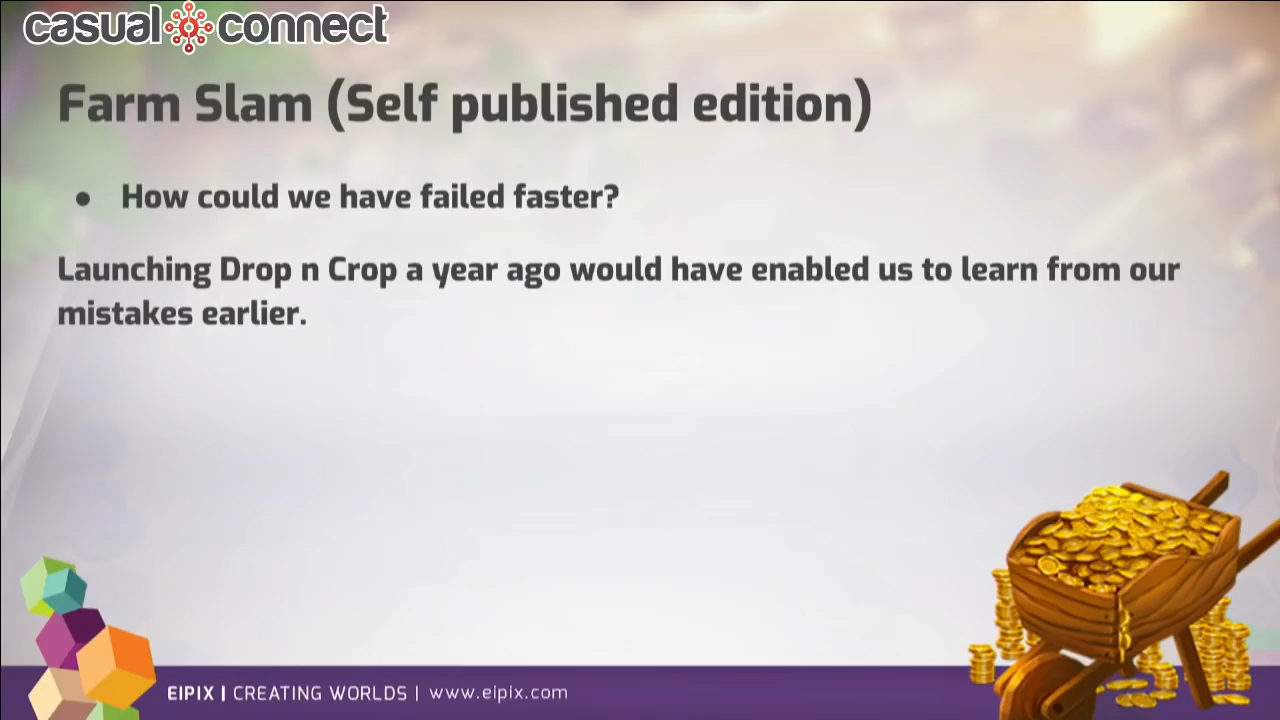 casual connect
Farm Slam (Self published edition)
● How could we have failed faster?
Launching Drop n Crop a year ago would have enabled us to learn from our
mistakes earlier.
EIPIX | CREATING WORLDS | www.eipix.com